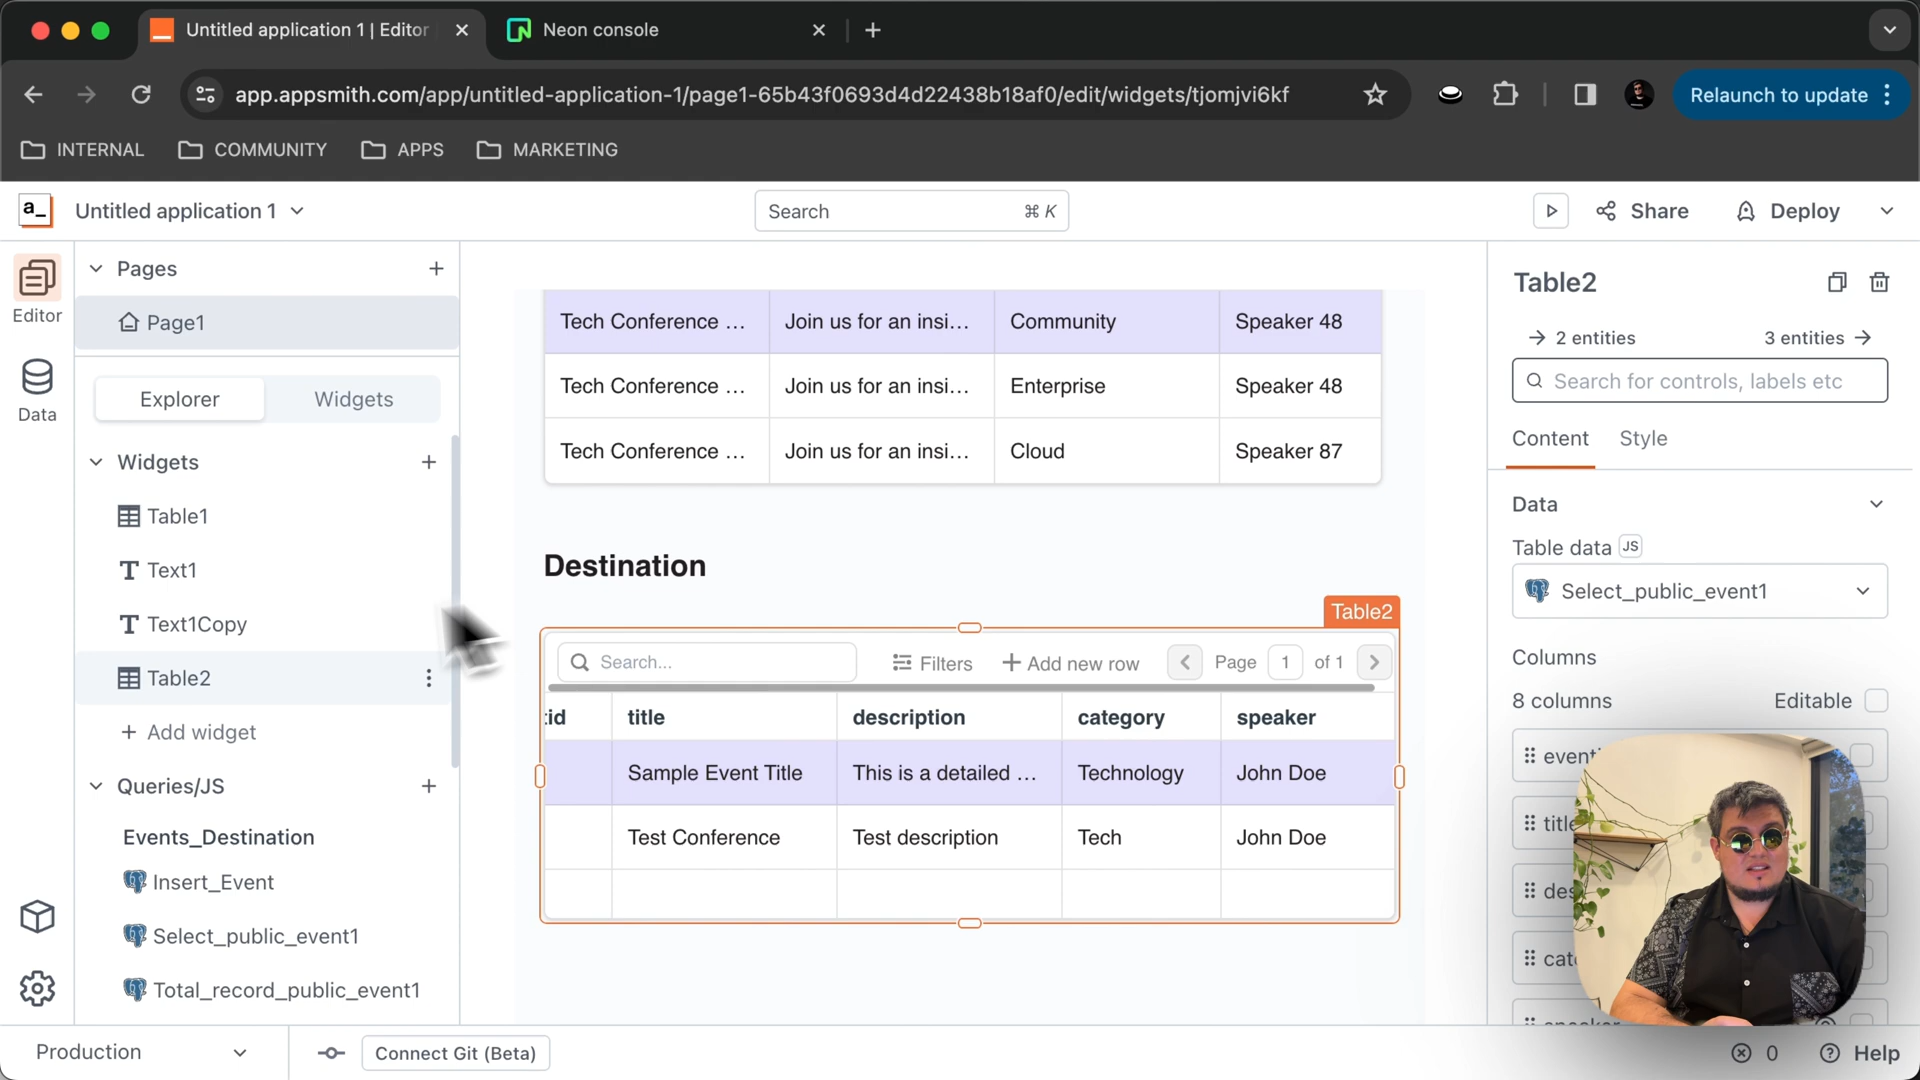 Untitled application 1 | Editor
Neon console
app.appsmith.com/app/untitled-application-1/page1-65b43f0693d4d22438b18af0/edit/widgets/tjomjvi6kf
Relaunch to update
INTERNAL
COMMUNITY
APPS
MARKETING
a_
Untitled application 1
Search
⌘ K
Share
Deploy
Editor
Data
Pages
Page1
Explorer
Widgets
Widgets
Table1
Text1
Text1Copy
Table2
Add widget
Queries/JS
Events_Destination
Insert_Event
Select_public_event1
Total_record_public_event1
Tech Conference ... Join us for an insi... Community Speaker 48
Tech Conference ... Join us for an insi... Enterprise Speaker 48
Tech Conference ... Join us for an insi... Cloud Speaker 87
Destination
Table2
Search...
Filters
Add new row
Page 1 of 1
title description category speaker
Sample Event Title This is a detailed ... Technology John Doe
Test Conference Test description Tech John Doe
Table2
2 entities
3 entities
Search for controls, labels etc
Content
Style
Data
Table data JS
Select_public_event1
Columns
8 columns
Editable
Production
Connect Git (Beta)
0
Help